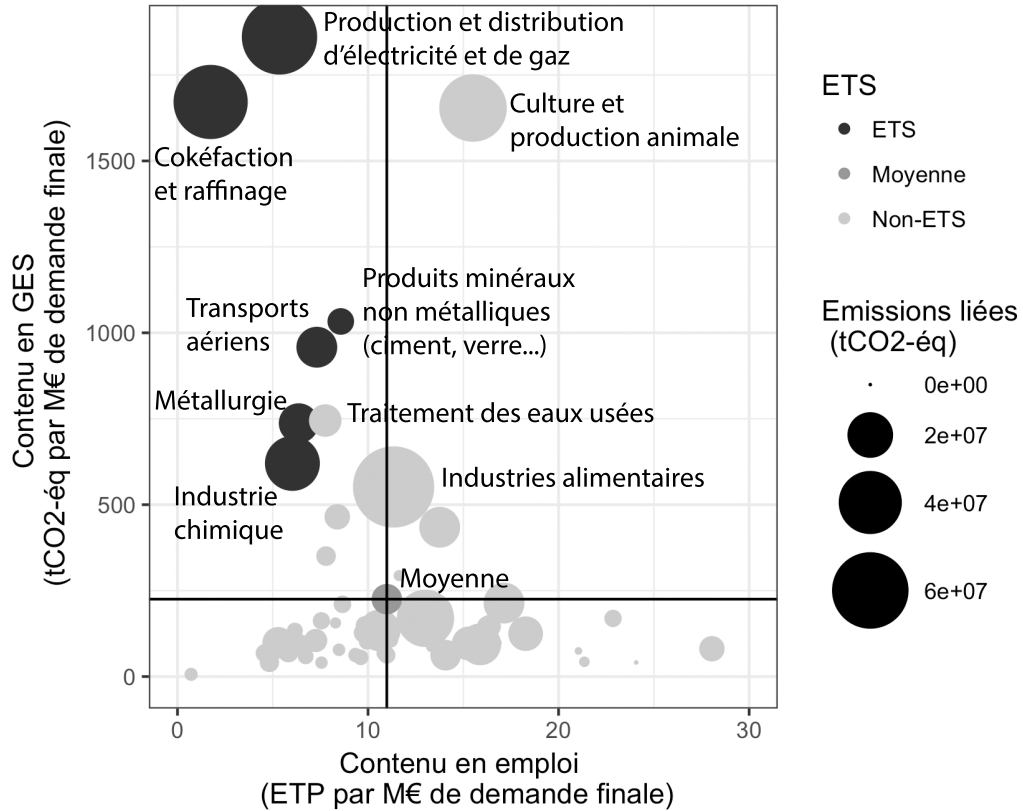 Production et distribution
d'électricité et de gaz
Culture et
production animale
Cokéfaction
et raffinage
Produits minéraux
non métalliques
(ciment, verre...)
Transports
aériens
Métallurgie
Traitement des eaux usées
Industries alimentaires
Industrie
chimique
Moyenne
1500
1000
500
0
Contenu en GES
(tCO2-éq par M€ de demande finale)
0
10
20
30
Contenu en emploi
(ETP par M€ de demande finale)
ETS
ETS
Moyenne
Non-ETS
Emissions liées
(tCO2-éq)
0e+00
2e+07
4e+07
6e+07